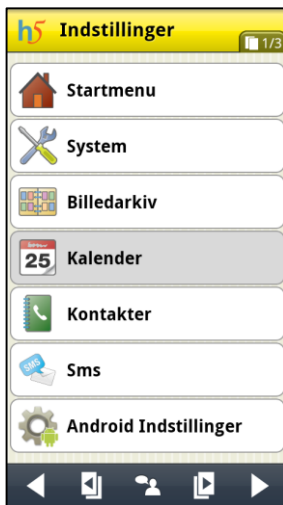 h5 Indstillinger
1/3
Startmenu
System
Billedarkiv
25 Kalender
Kontakter
SMS Sms
Android Indstillinger